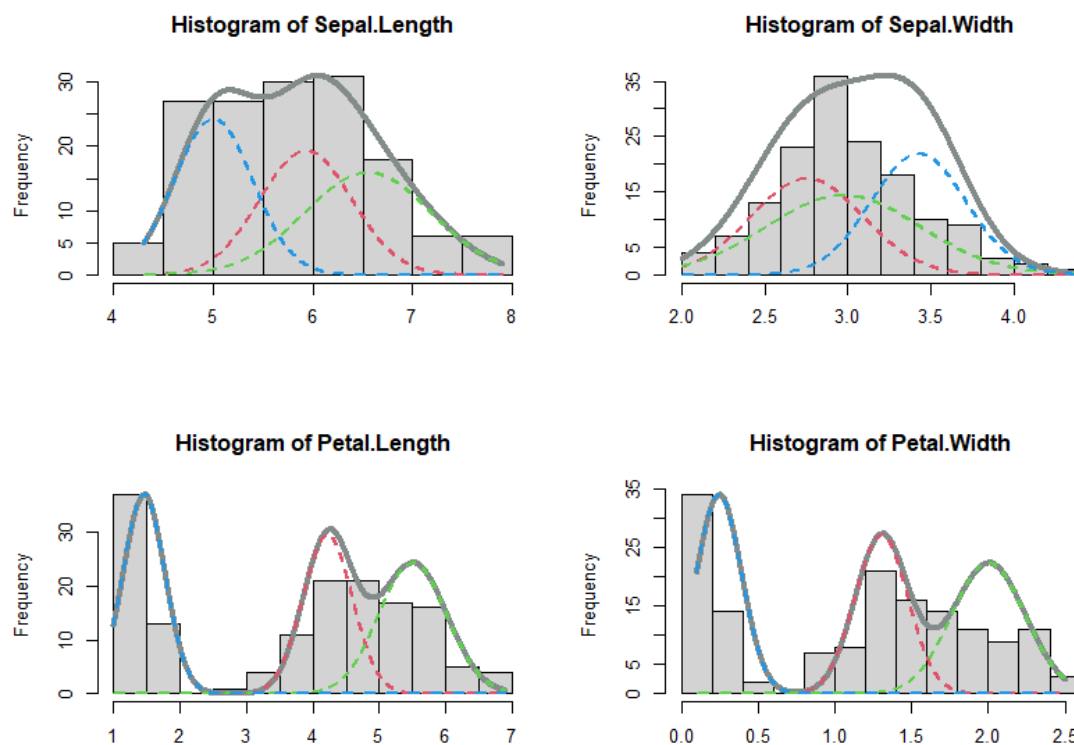 Histogram of Sepal.Length
Frequency
0 5 10 20 30
4 5 6 7 8
Histogram of Sepal.Width
Frequency
0 5 15 25 35
2.0 2.5 3.0 3.5 4.0
Histogram of Petal.Length
Frequency
0 10 20 30
1 2 3 4 5 6 7
Histogram of Petal.Width
Frequency
0 5 15 25 35
0.0 0.5 1.0 1.5 2.0 2.5